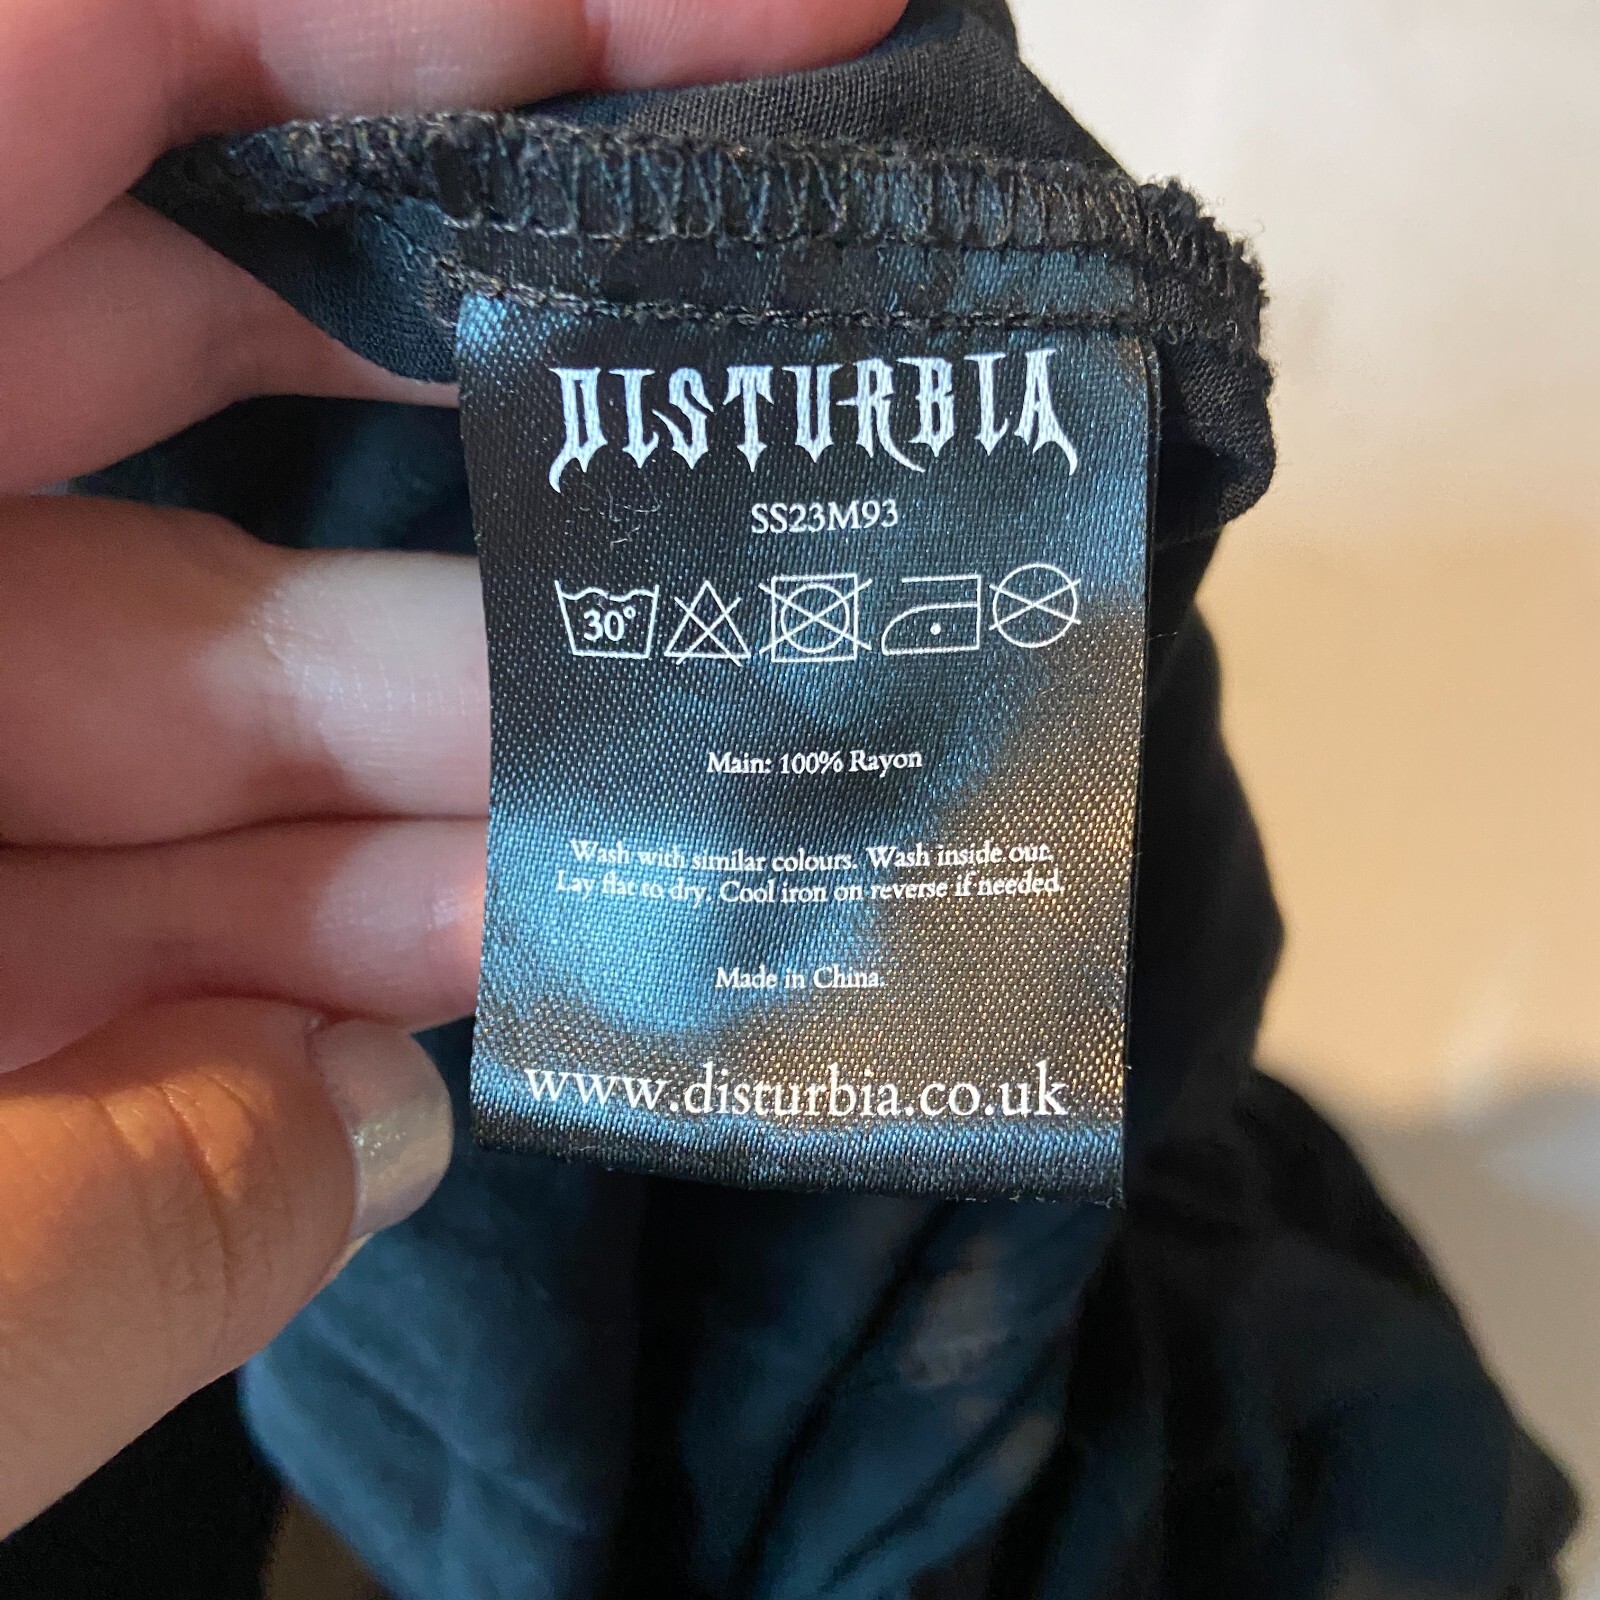 DISTURBIA
SS23M93
30°
Main: 100% Rayon
Wash with similar colours. Wash inside out.
Lay flat to dry. Cool iron on reverse if needed.
Made in China.
www.disturbia.co.uk